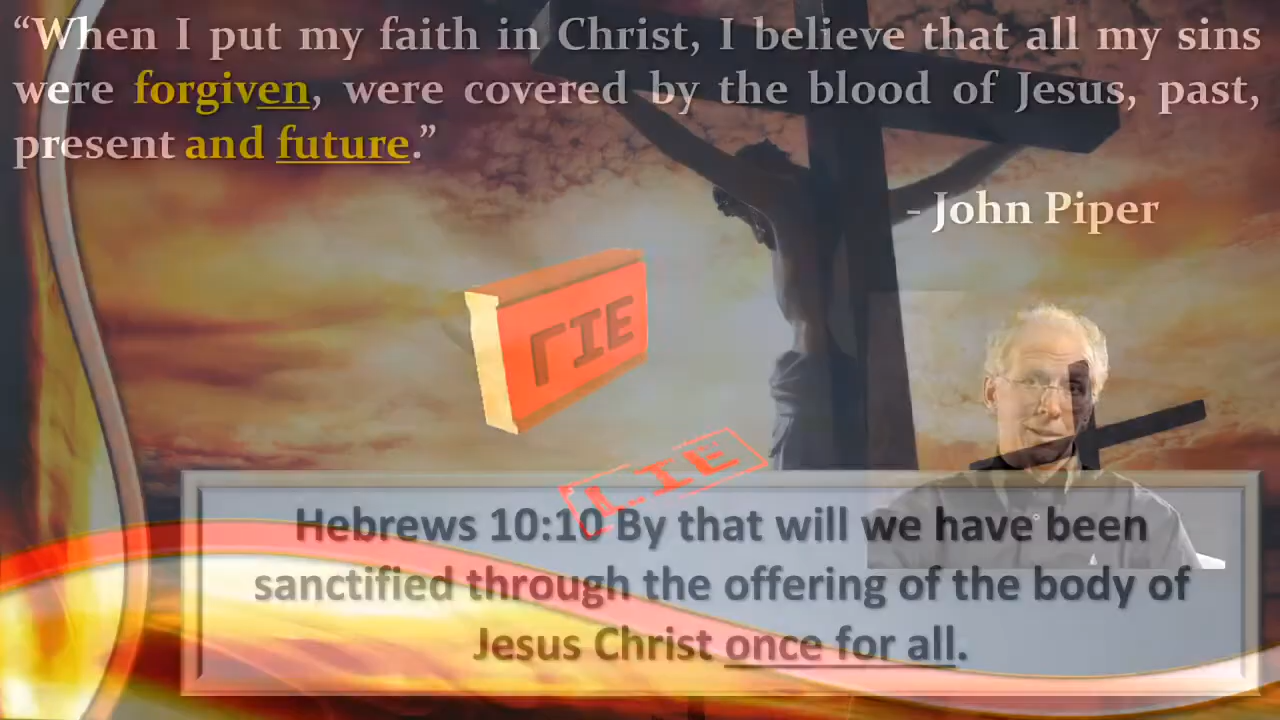 “When I put my faith in Christ, I believe that all my sins
were forgiven, were covered by the blood of Jesus, past,
present and future.”
- John Piper
LIE
LIE
Hebrews 10:10 By that will we have been
sanctified through the offering of the body of
Jesus Christ once for all.